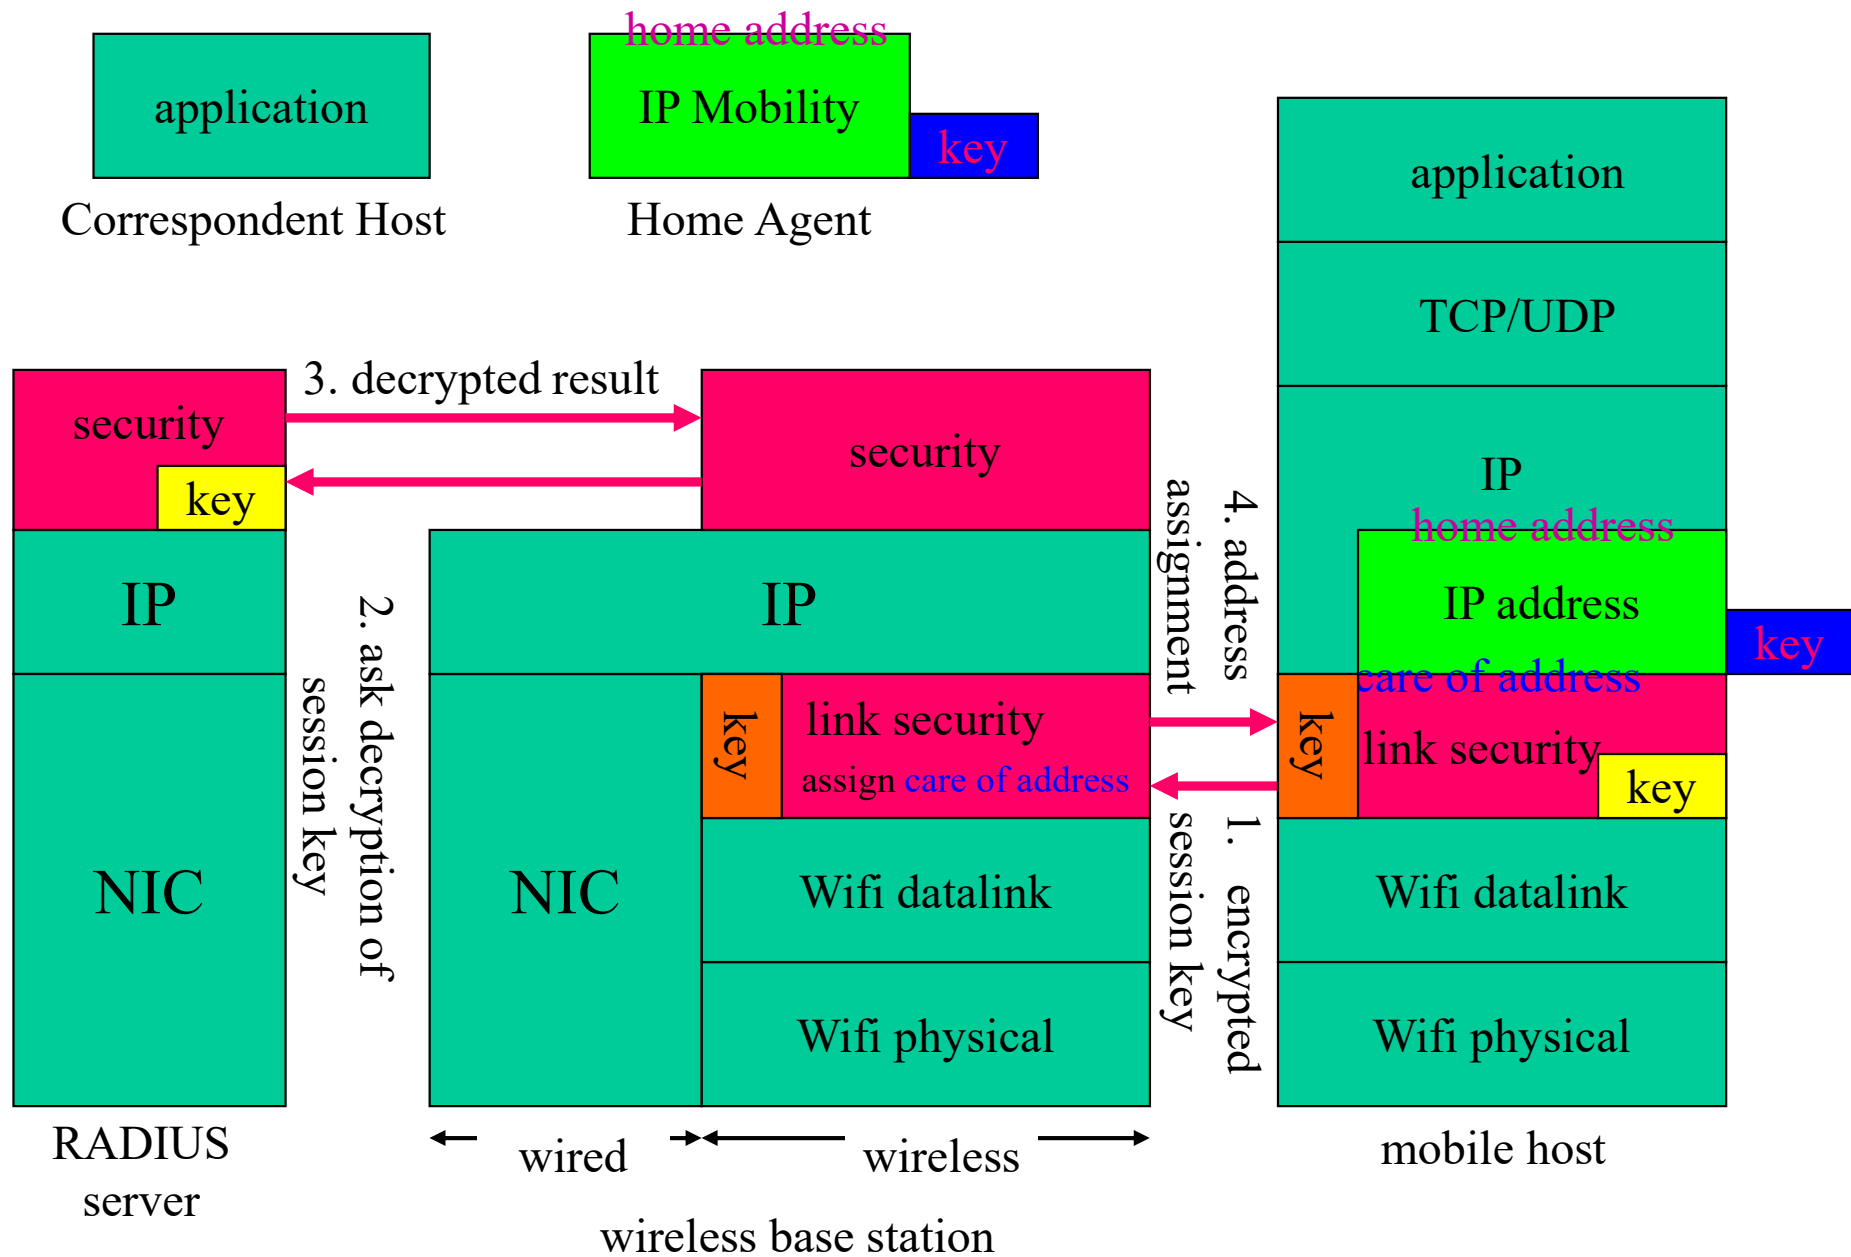 home address
application
IP Mobility
key
Correspondent Host
Home Agent
application
TCP/UDP
3. decrypted result
security
key
security
IP
home address
IP address
key
care of address
4. address
assignment
IP
IP
2. ask decryption of
session key
key
link security
assign care of address
key
link security
key
1. encrypted
session key
NIC
NIC
Wifi datalink
Wifi datalink
Wifi physical
Wifi physical
RADIUS
server
wired
wireless
mobile host
wireless base station